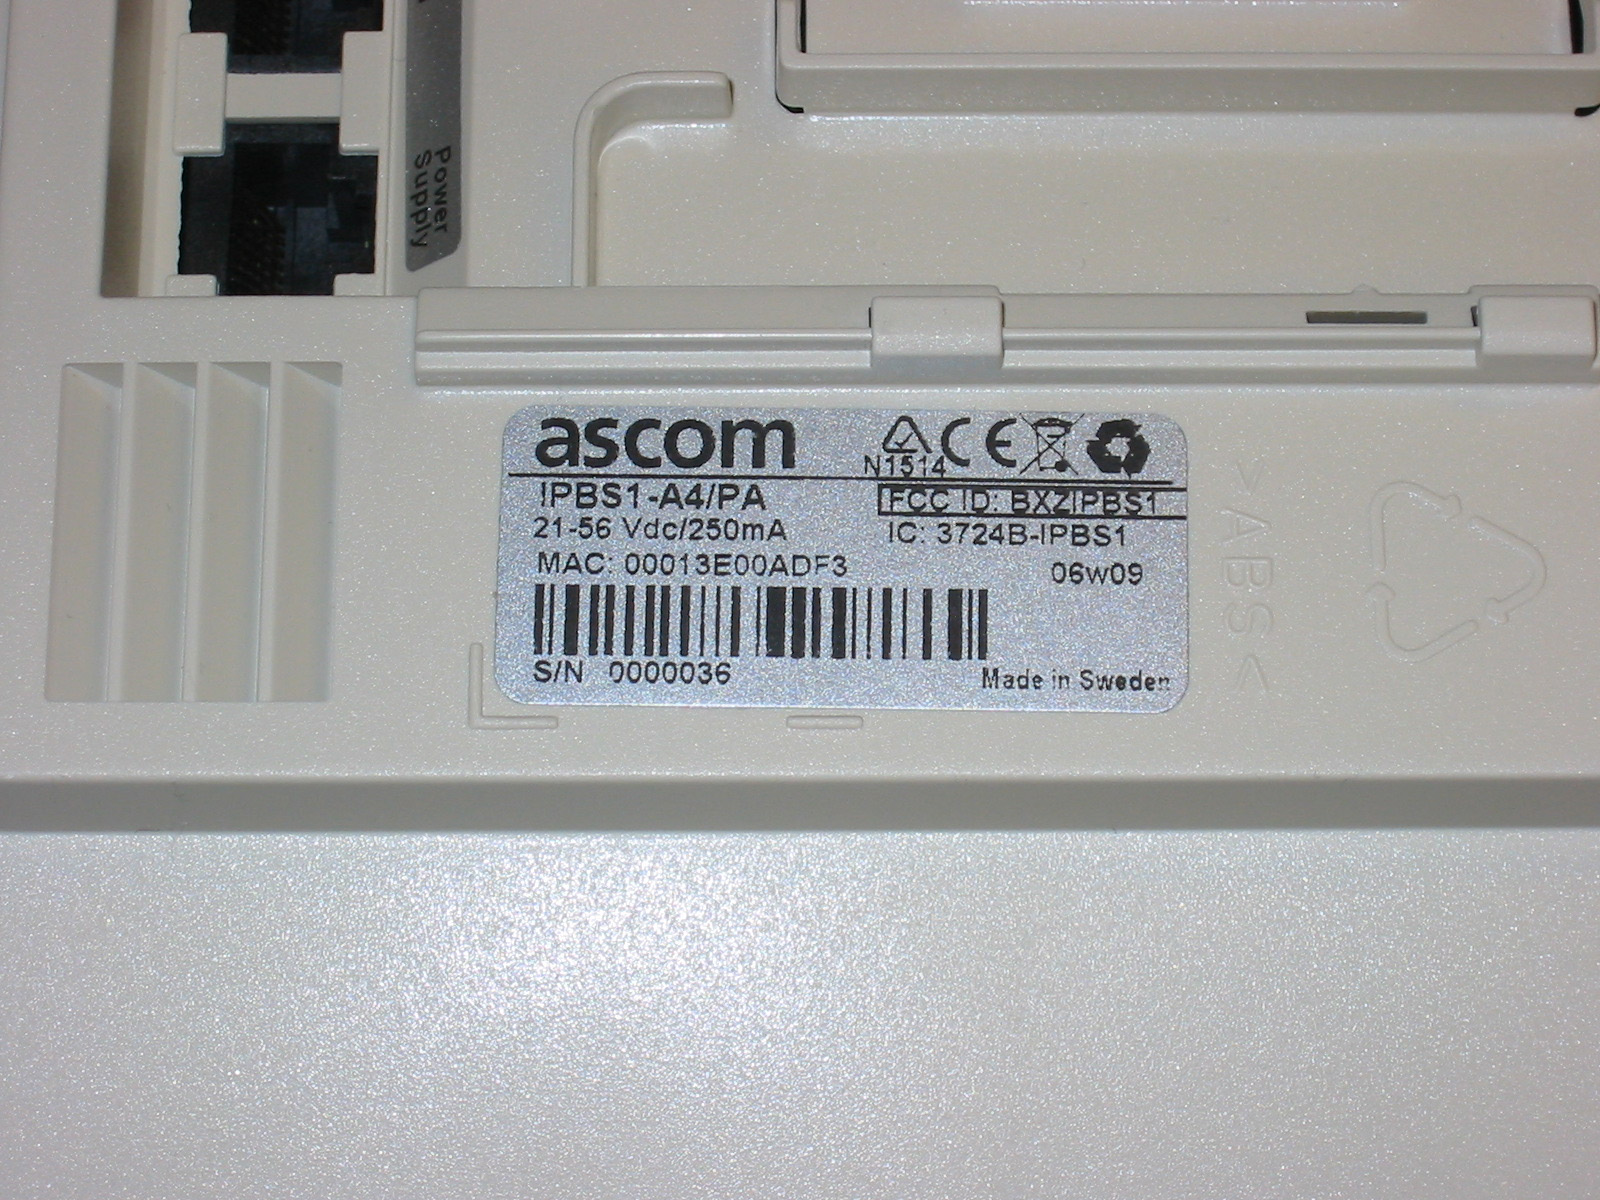 Power
Supply
ascom
N1514
CE
IPBS1-A4/PA
FCC ID: BXZIPBS1
21-56 Vdc/250mA
IC: 3724B-IPBS1
MAC: 00013E00ADF3
06w09
S/N 0000036
Made in Sweden
>ABS<